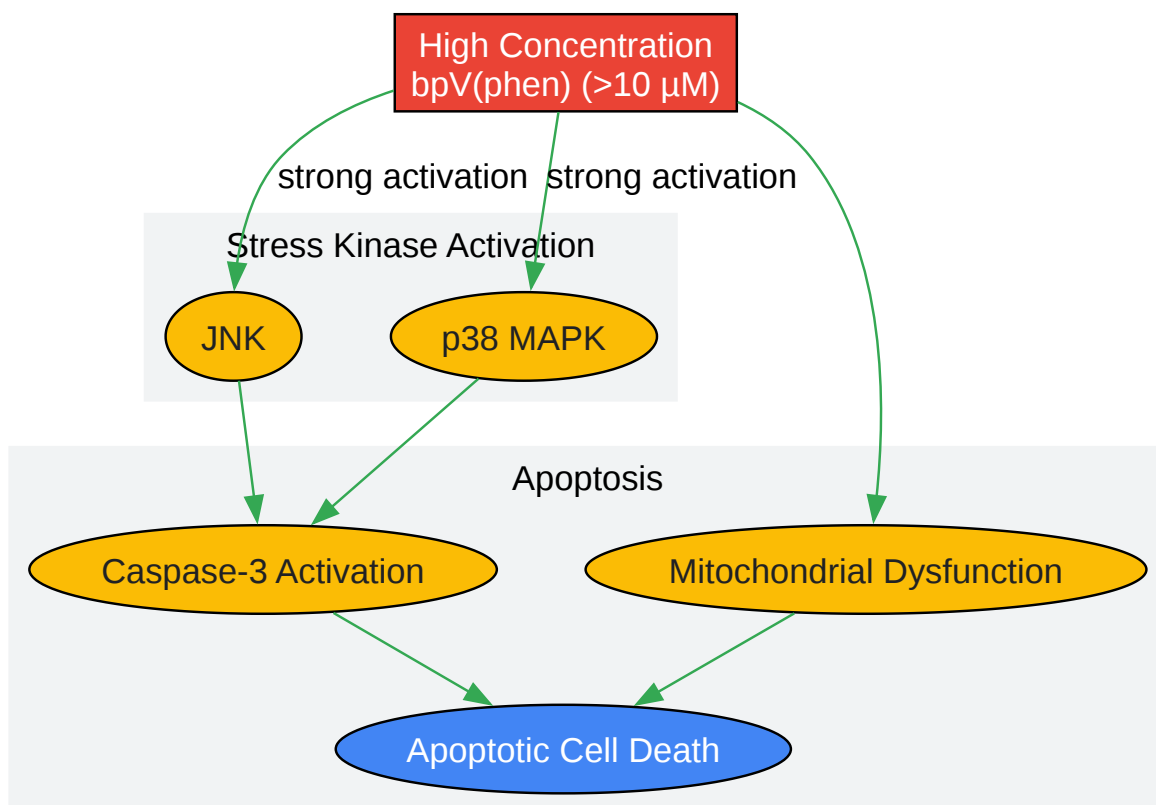 High Concentration
bpV(phen) (>10 µM)
strong activation
strong activation
Stress Kinase Activation
JNK
p38 MAPK
Apoptosis
Caspase-3 Activation
Mitochondrial Dysfunction
Apoptotic Cell Death